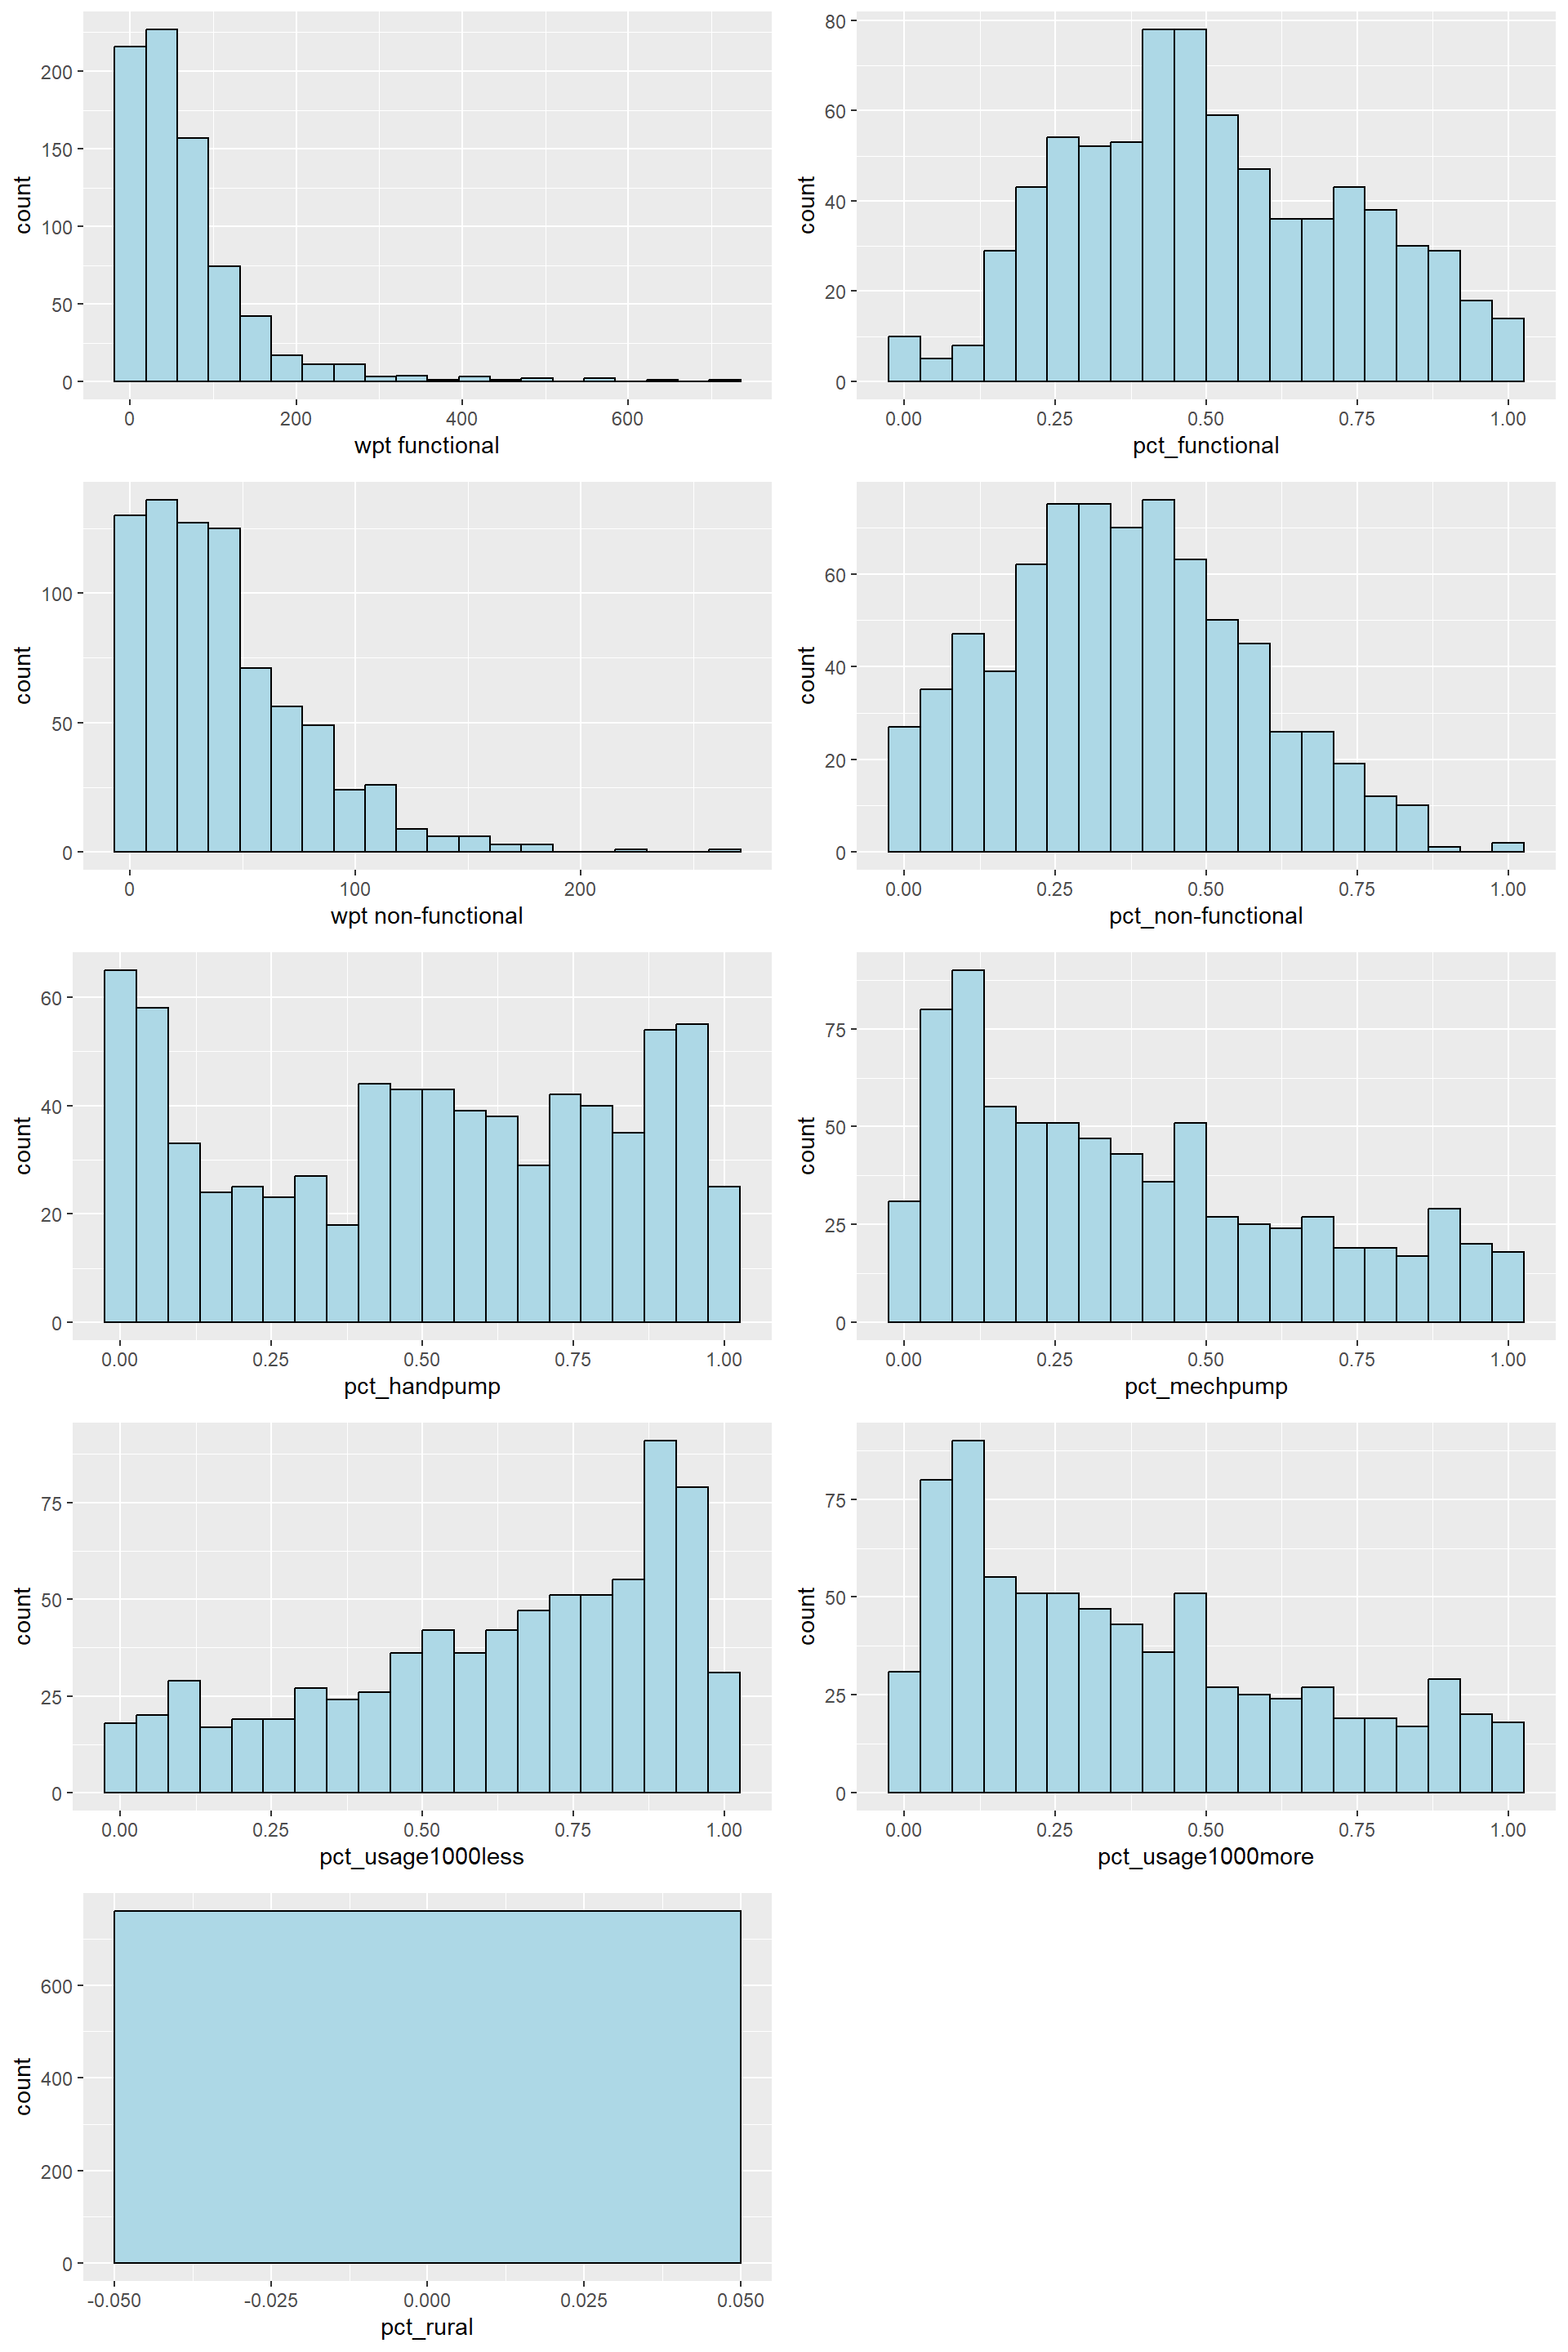 count
200
150
100
50
0
0 200 400 600
wpt functional
count
80
60
40
20
0
0.00 0.25 0.50 0.75 1.00
pct_functional
count
100
50
0
0 100 200
wpt non-functional
count
60
40
20
0
0.00 0.25 0.50 0.75 1.00
pct_non-functional
count
60
40
20
0
0.00 0.25 0.50 0.75 1.00
pct_handpump
count
75
50
25
0
0.00 0.25 0.50 0.75 1.00
pct_mechpump
count
75
50
25
0
0.00 0.25 0.50 0.75 1.00
pct_usage1000less
count
75
50
25
0
0.00 0.25 0.50 0.75 1.00
pct_usage1000more
count
600
400
200
0
-0.050 -0.025 0.000 0.025 0.050
pct_rural